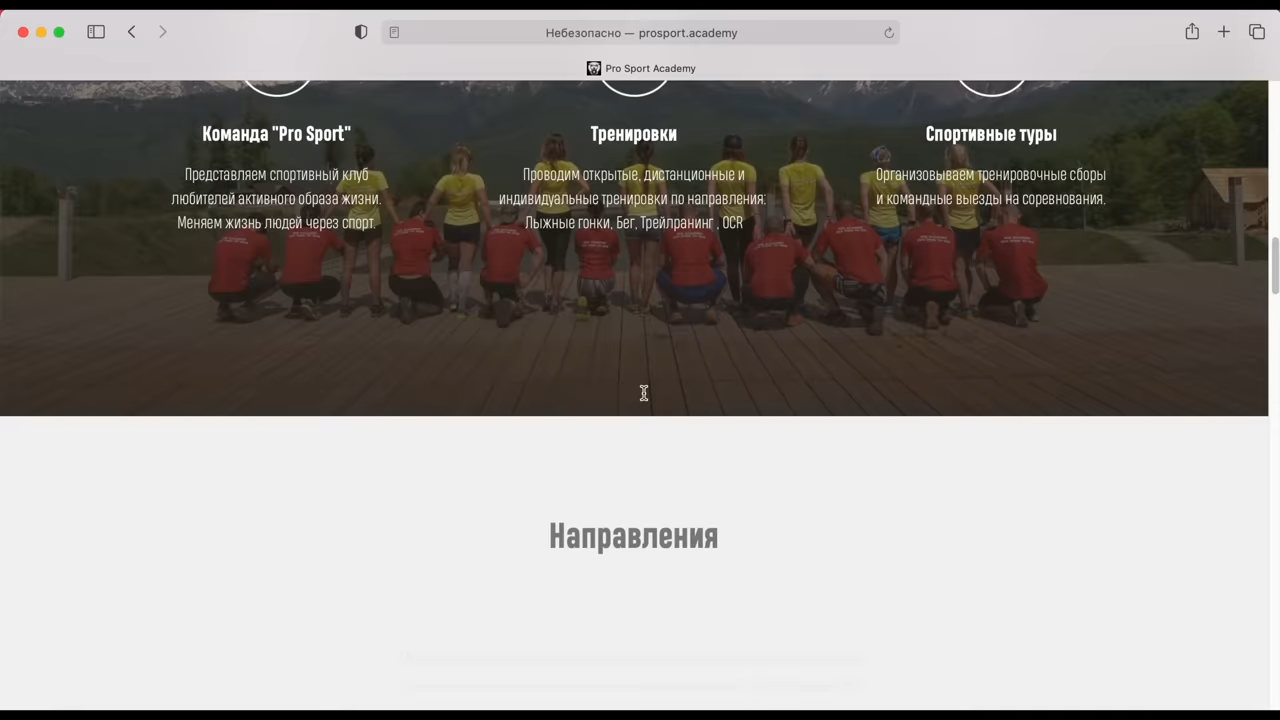 Небезопасно — prosport.academy
Pro Sport Academy
Команда "Pro Sport"
Представляем спортивный клуб
любителей активного образа жизни.
Меняем жизнь людей через спорт.
Тренировки
Проводим открытые, дистанционные и
индивидуальные тренировки по направления:
Лыжные гонки, Бег, Трейлранинг , OCR
Спортивные туры
Организовываем тренировочные сборы
и командные выезды на соревнования.
Направления